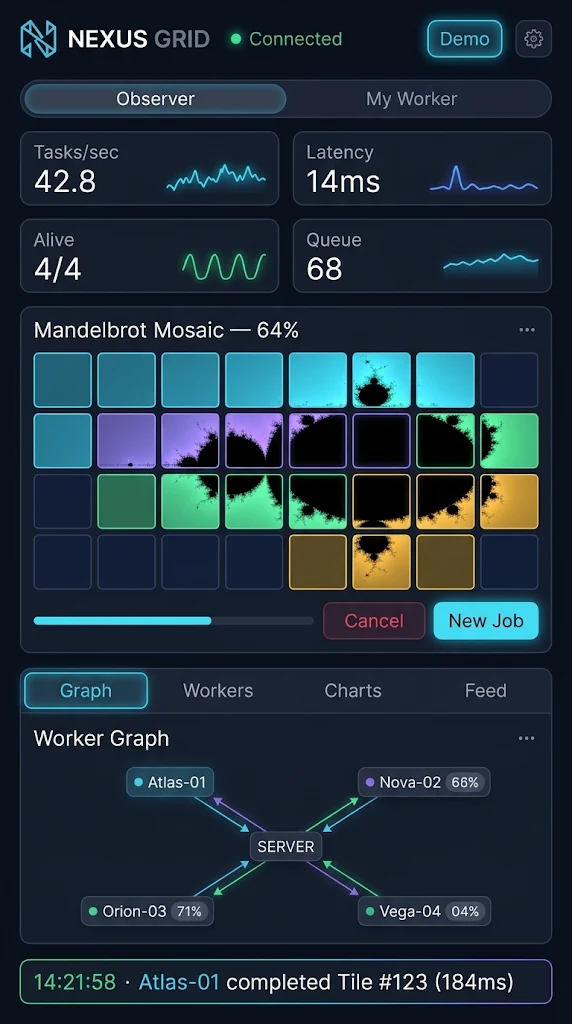 NEXUS GRID Connected Demo
Observer My Worker
Tasks/sec
42.8
Latency
14ms
Alive
4/4
Queue
68
Mandelbrot Mosaic — 64%
Cancel New Job
Graph Workers Charts Feed
Worker Graph
Atlas-01
Nova-02 66%
SERVER
Orion-03 71%
Vega-04 04%
14:21:58 · Atlas-01 completed Tile #123 (184ms)